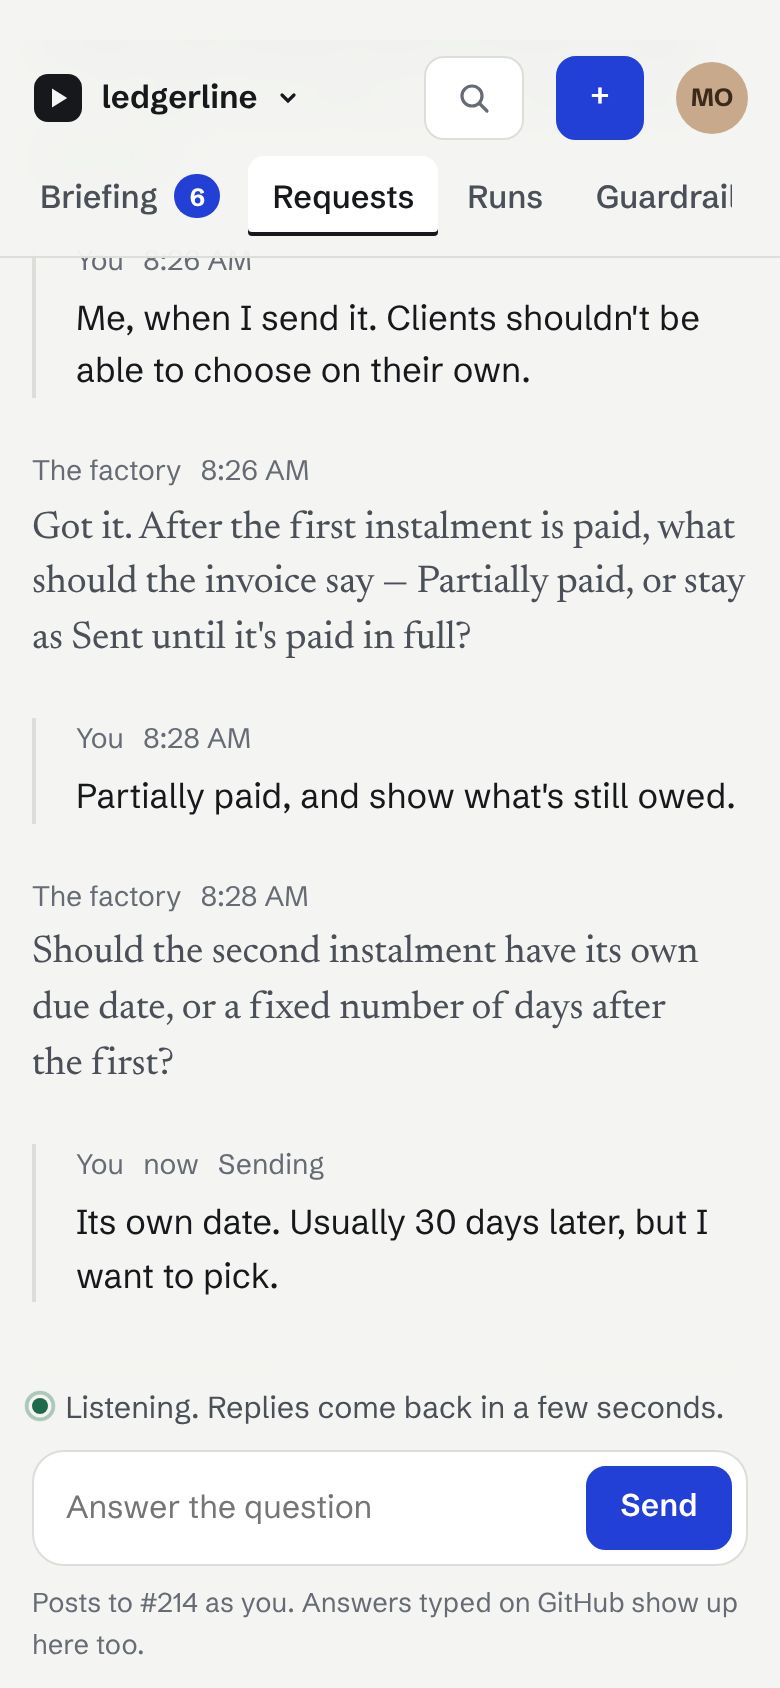 ledgerline
+
MO
Briefing 6 Requests Runs Guardrail
You 8:26 AM
Me, when I send it. Clients shouldn't be
able to choose on their own.
The factory 8:26 AM
Got it. After the first instalment is paid, what
should the invoice say — Partially paid, or stay
as Sent until it's paid in full?
You 8:28 AM
Partially paid, and show what's still owed.
The factory 8:28 AM
Should the second instalment have its own
due date, or a fixed number of days after
the first?
You now Sending
Its own date. Usually 30 days later, but I
want to pick.
Listening. Replies come back in a few seconds.
Answer the question
Send
Posts to #214 as you. Answers typed on GitHub show up
here too.